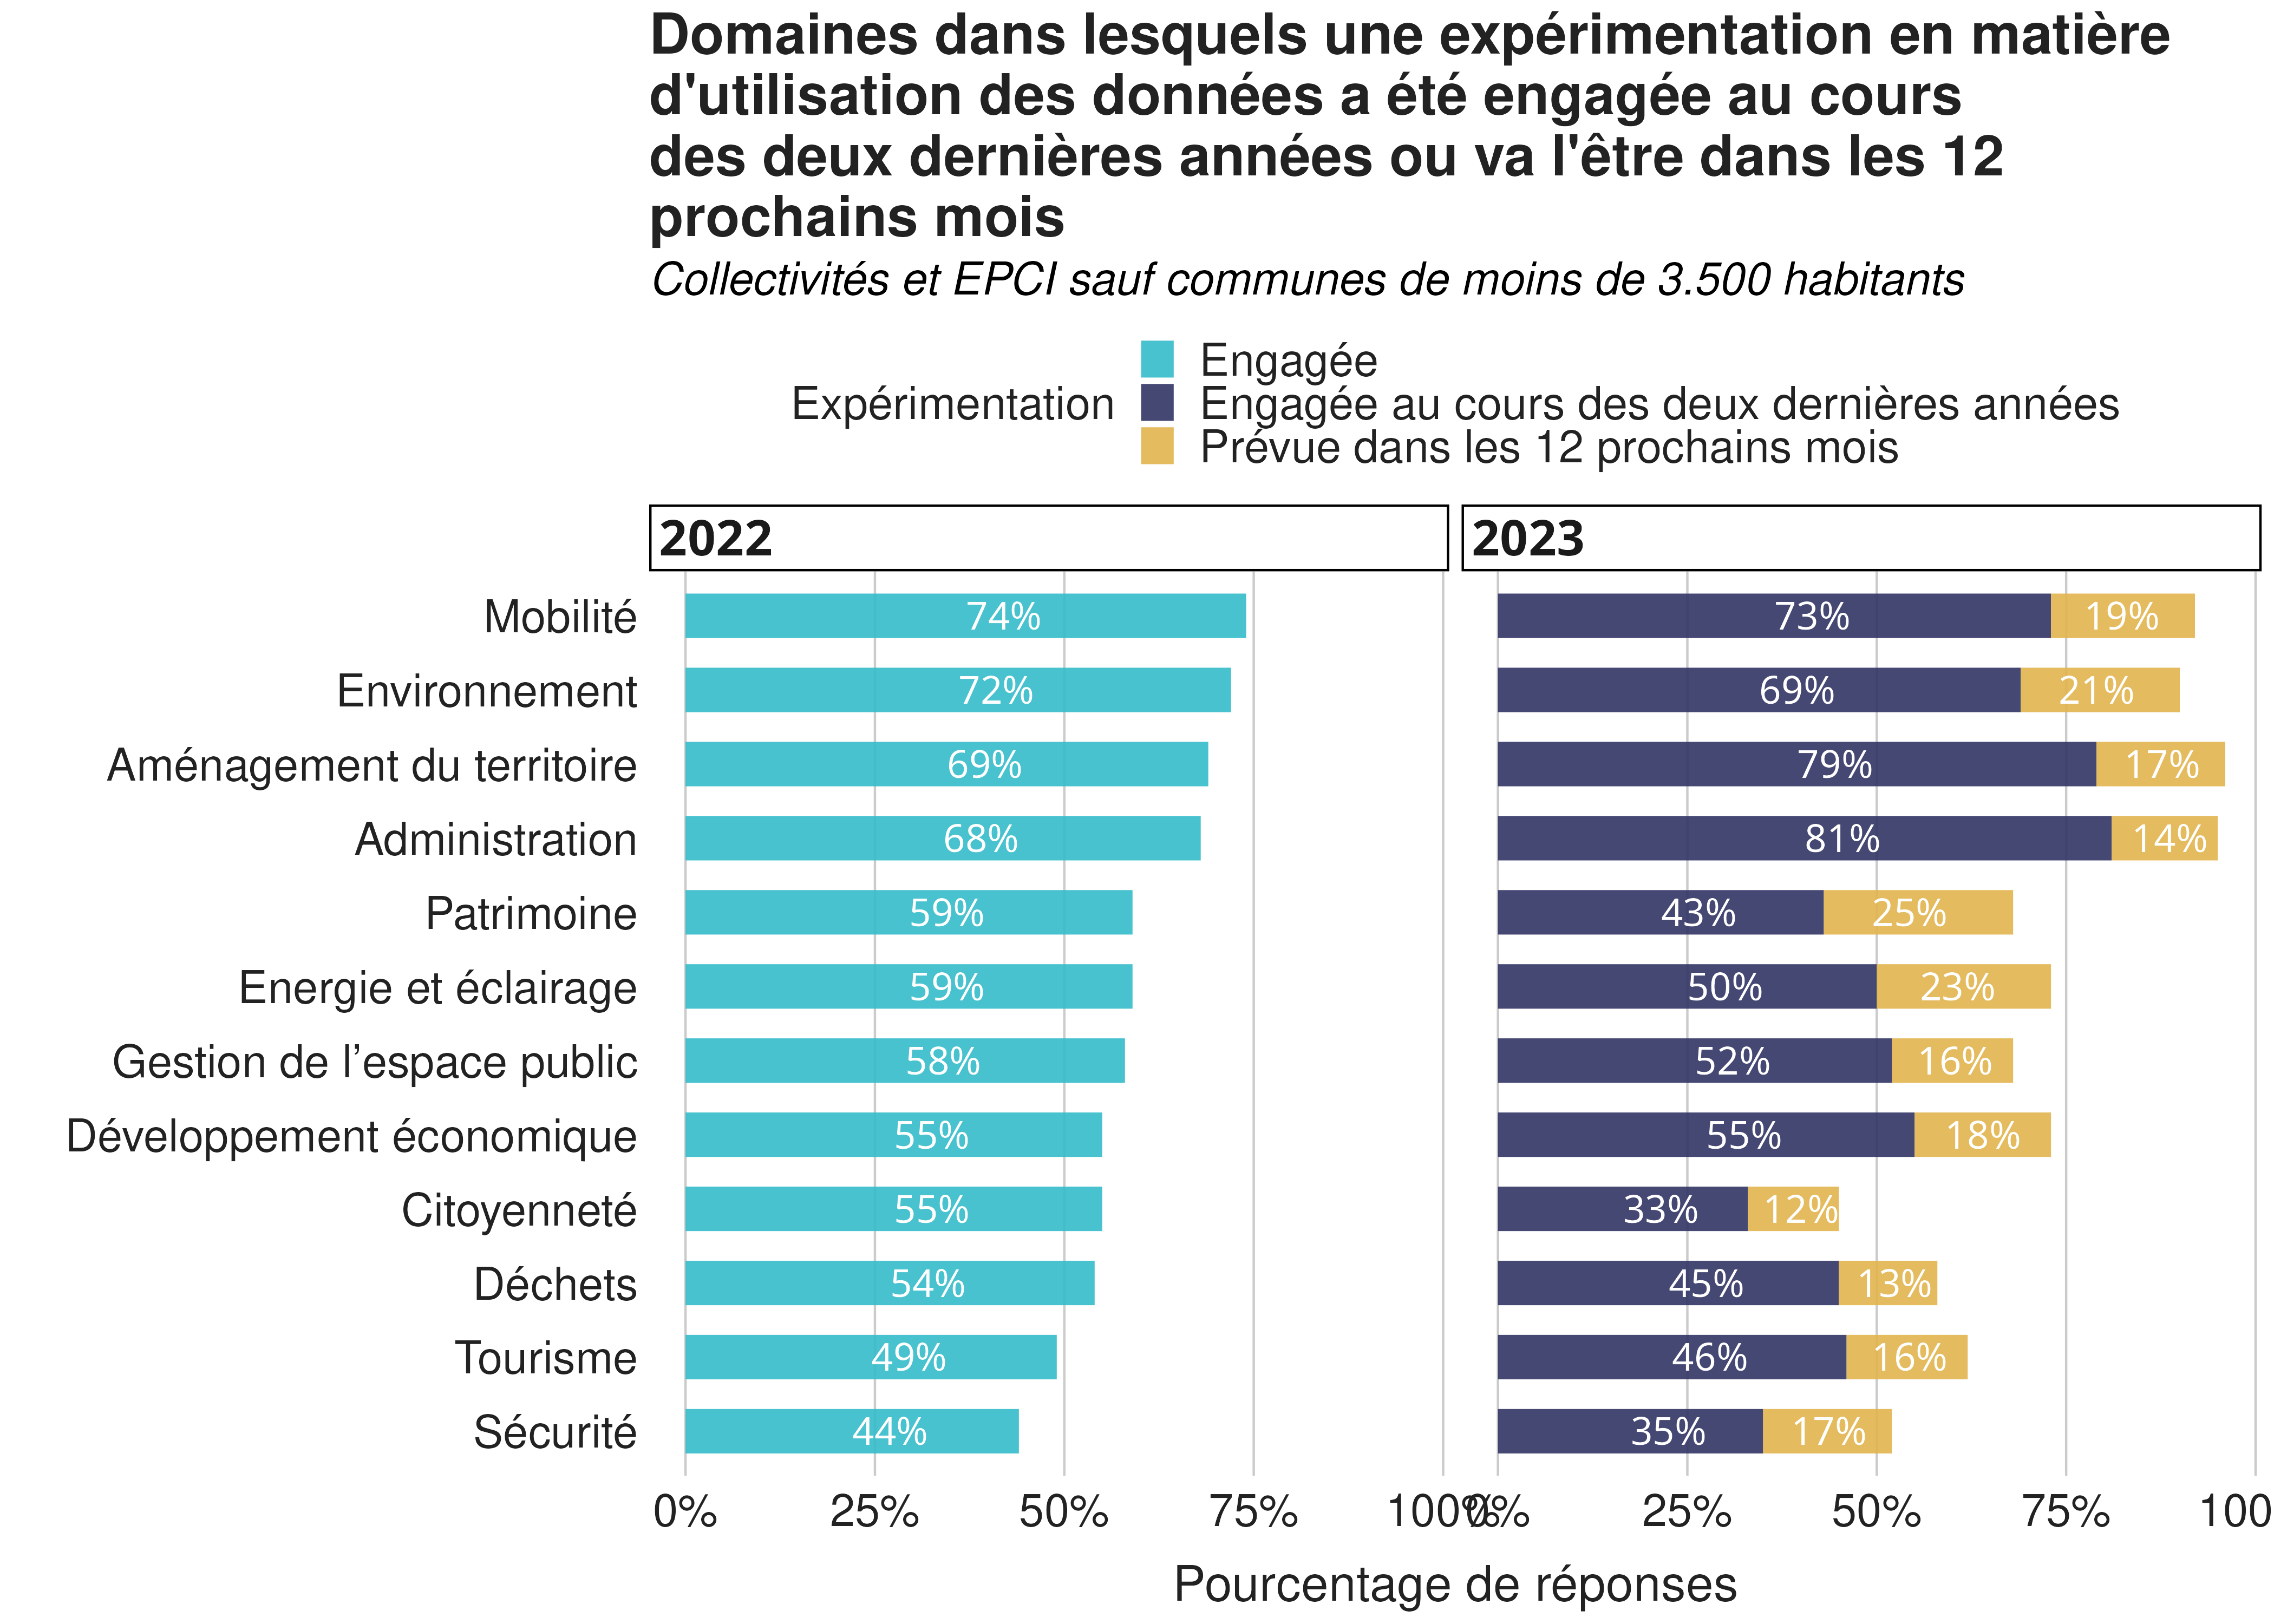 Domaines dans lesquels une expérimentation en matière
d'utilisation des données a été engagée au cours
des deux dernières années ou va l'être dans les 12
prochains mois
Collectivités et EPCI sauf communes de moins de 3.500 habitants
Expérimentation
Engagée
Engagée au cours des deux dernières années
Prévue dans les 12 prochains mois
2022 2023
Mobilité 74% 73% 19%
Environnement 72% 69% 21%
Aménagement du territoire 69% 79% 17%
Administration 68% 81% 14%
Patrimoine 59% 43% 25%
Energie et éclairage 59% 50% 23%
Gestion de l’espace public 58% 52% 16%
Développement économique 55% 55% 18%
Citoyenneté 55% 33% 12%
Déchets 54% 45% 13%
Tourisme 49% 46% 16%
Sécurité 44% 35% 17%
0% 25% 50% 75% 100% 0% 25% 50% 75% 100
Pourcentage de réponses